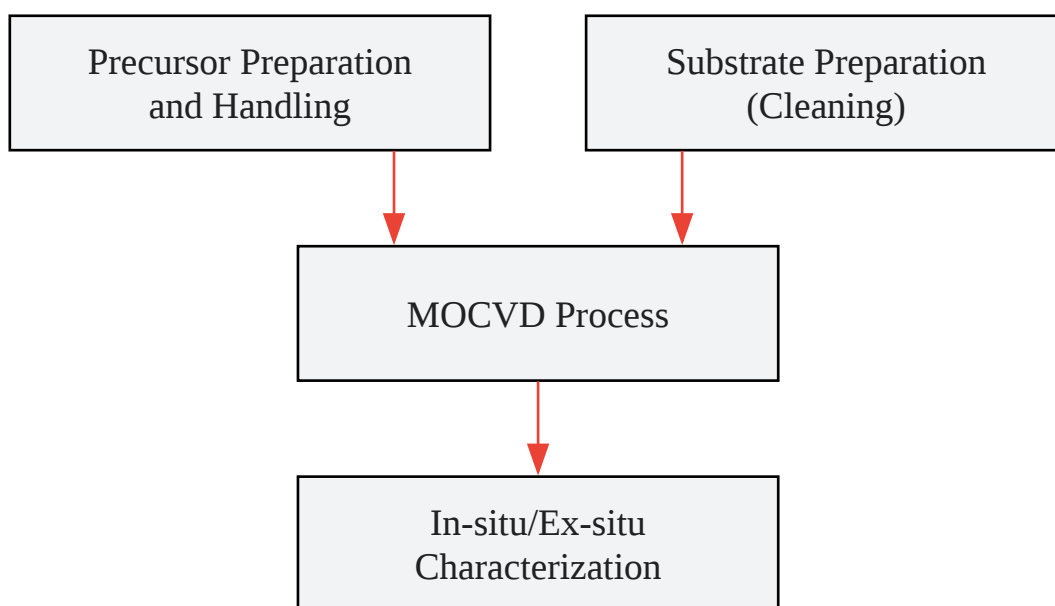 Precursor Preparation
and Handling
Substrate Preparation
(Cleaning)
MOCVD Process
In-situ/Ex-situ
Characterization